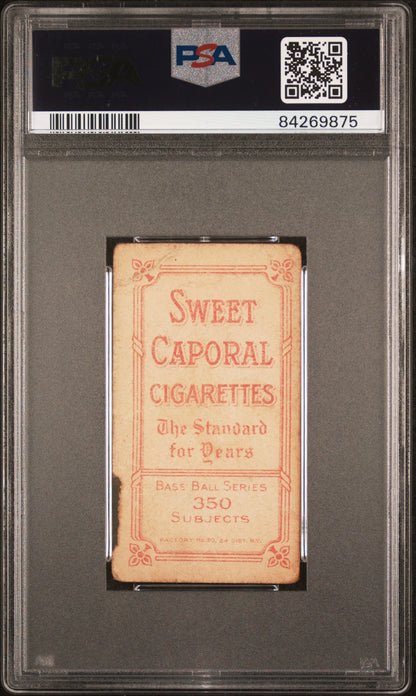 PSA
84269875
SWEET
CAPORAL
CIGARETTES
The Standard
for Years
BASE BALL SERIES
350
SUBJECTS
FACTORY No. 30, 2d DIST. N.Y.